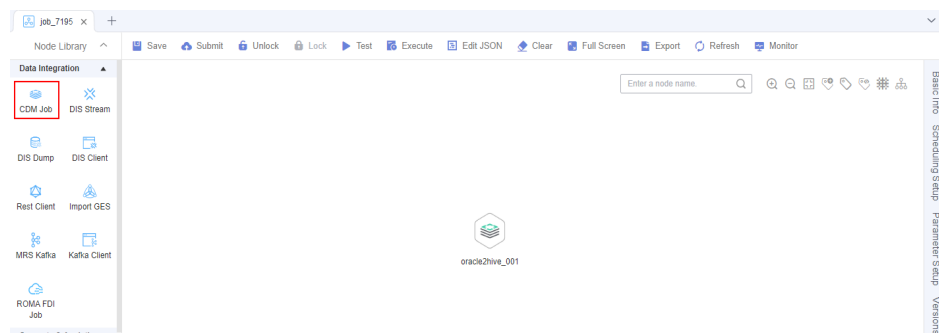 job_7195 × +
Node Library Save Submit Unlock Lock Test Execute Edit JSON Clear Full Screen Export Refresh Monitor
Data Integration
Enter a node name.
CDM Job DIS Stream
DIS Dump DIS Client
Rest Client Import GES
MRS Kafka Kafka Client
oracle2hive_001
ROMA FDI
Job
Basic Info
Scheduling Setup
Parameter Setup
Versions